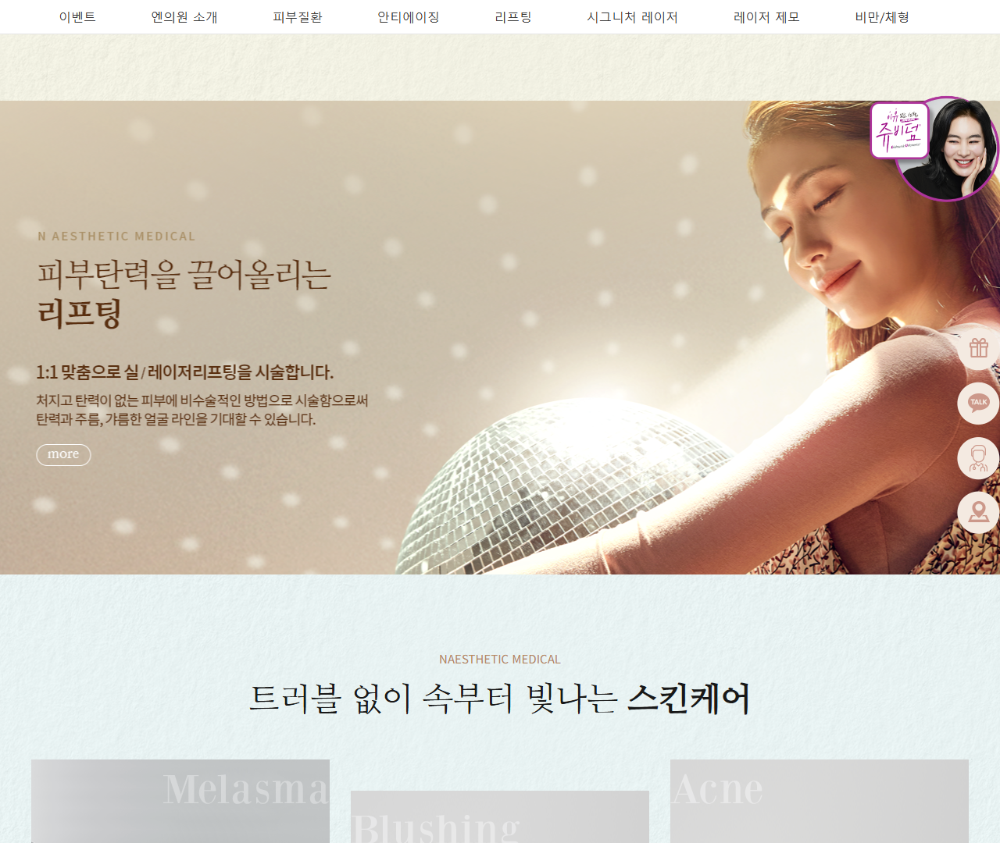 이벤트 엔의원 소개 피부질환 안티에이징 리프팅 시그니처 레이저 레이저 제모 비만/체형
쥬비덤
N AESTHETIC MEDICAL
피부탄력을 끌어올리는
리프팅
1:1 맞춤으로 실/레이저리프팅을 시술합니다.
처지고 탄력이 없는 피부에 비수술적인 방법으로 시술함으로써
탄력과 주름, 갸름한 얼굴 라인을 기대할 수 있습니다.
more
TALK
NAESTHETIC MEDICAL
트러블 없이 속부터 빛나는 스킨케어
Melasma
Blushing
Acne